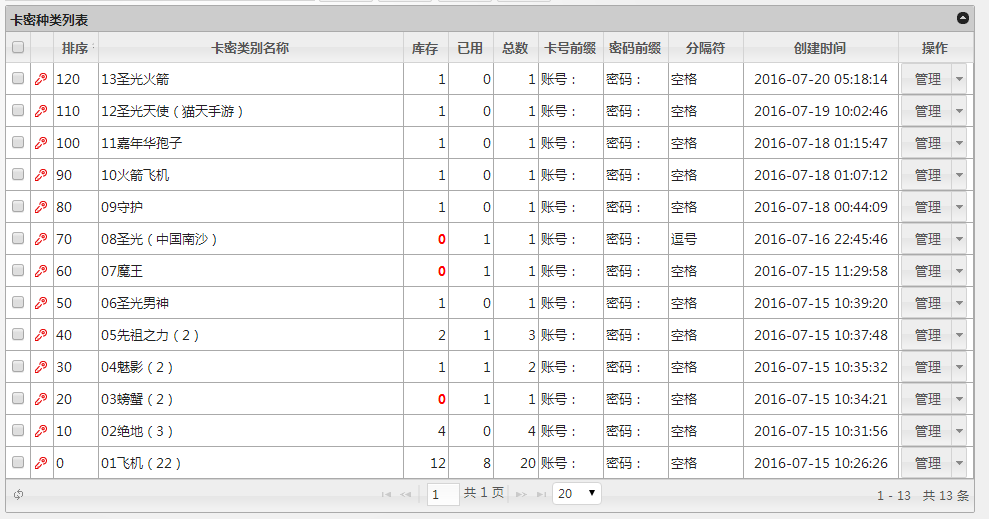 卡密种类列表
排序 卡密类别名称 库存 已用 总数 卡号前缀 密码前缀 分隔符 创建时间 操作
120 13圣光火箭 1 0 1 账号： 密码： 空格 2016-07-20 05:18:14 管理
110 12圣光天使（猫天手游） 1 0 1 账号： 密码： 空格 2016-07-19 10:02:46 管理
100 11嘉年华孢子 1 0 1 账号： 密码： 空格 2016-07-18 01:15:47 管理
90 10火箭飞机 1 0 1 账号： 密码： 空格 2016-07-18 01:07:12 管理
80 09守护 1 0 1 账号： 密码： 空格 2016-07-18 00:44:09 管理
70 08圣光（中国南沙） 0 1 1 账号： 密码： 逗号 2016-07-16 22:45:46 管理
60 07魔王 0 1 1 账号： 密码： 空格 2016-07-15 11:29:58 管理
50 06圣光男神 1 0 1 账号： 密码： 空格 2016-07-15 10:39:20 管理
40 05先祖之力（2） 2 1 3 账号： 密码： 空格 2016-07-15 10:37:48 管理
30 04魅影（2） 1 1 2 账号： 密码： 空格 2016-07-15 10:35:32 管理
20 03螃蟹（2） 0 1 1 账号： 密码： 空格 2016-07-15 10:34:21 管理
10 02绝地（3） 4 0 4 账号： 密码： 空格 2016-07-15 10:31:56 管理
0 01飞机（22） 12 8 20 账号： 密码： 空格 2016-07-15 10:26:26 管理
1 共 1 页 20 1 - 13 共 13 条